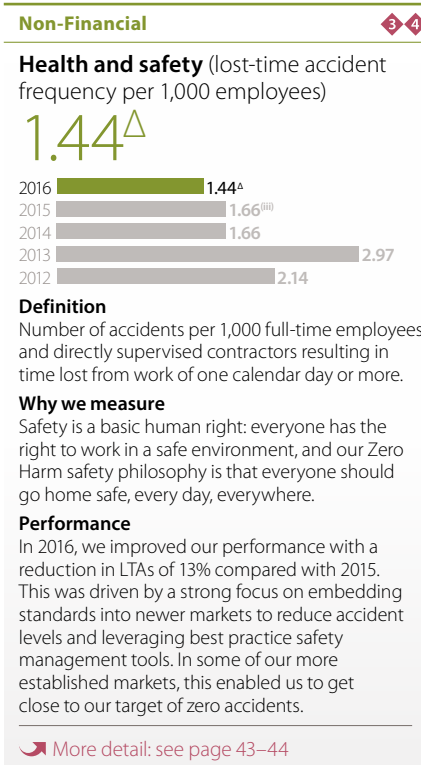 Non-Financial 3 4
Health and safety (lost-time accident
frequency per 1,000 employees)
1.44Δ
2016 1.44Δ
2015 1.66(iii)
2014 1.66
2013 2.97
2012 2.14
Definition
Number of accidents per 1,000 full-time employees
and directly supervised contractors resulting in
time lost from work of one calendar day or more.
Why we measure
Safety is a basic human right: everyone has the
right to work in a safe environment, and our Zero
Harm safety philosophy is that everyone should
go home safe, every day, everywhere.
Performance
In 2016, we improved our performance with a
reduction in LTAs of 13% compared with 2015.
This was driven by a strong focus on embedding
standards into newer markets to reduce accident
levels and leveraging best practice safety
management tools. In some of our more
established markets, this enabled us to get
close to our target of zero accidents.
More detail: see page 43–44